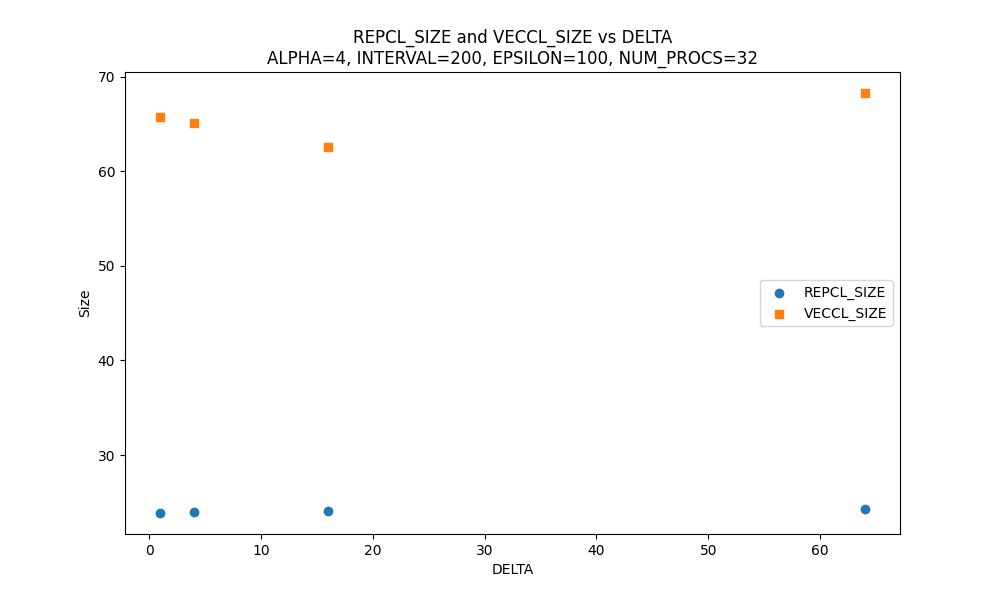 REPCL_SIZE and VECCL_SIZE vs DELTA
ALPHA=4, INTERVAL=200, EPSILON=100, NUM_PROCS=32
70
60
50
40
30
Size
REPCL_SIZE
VECCL_SIZE
0 10 20 30 40 50 60
DELTA